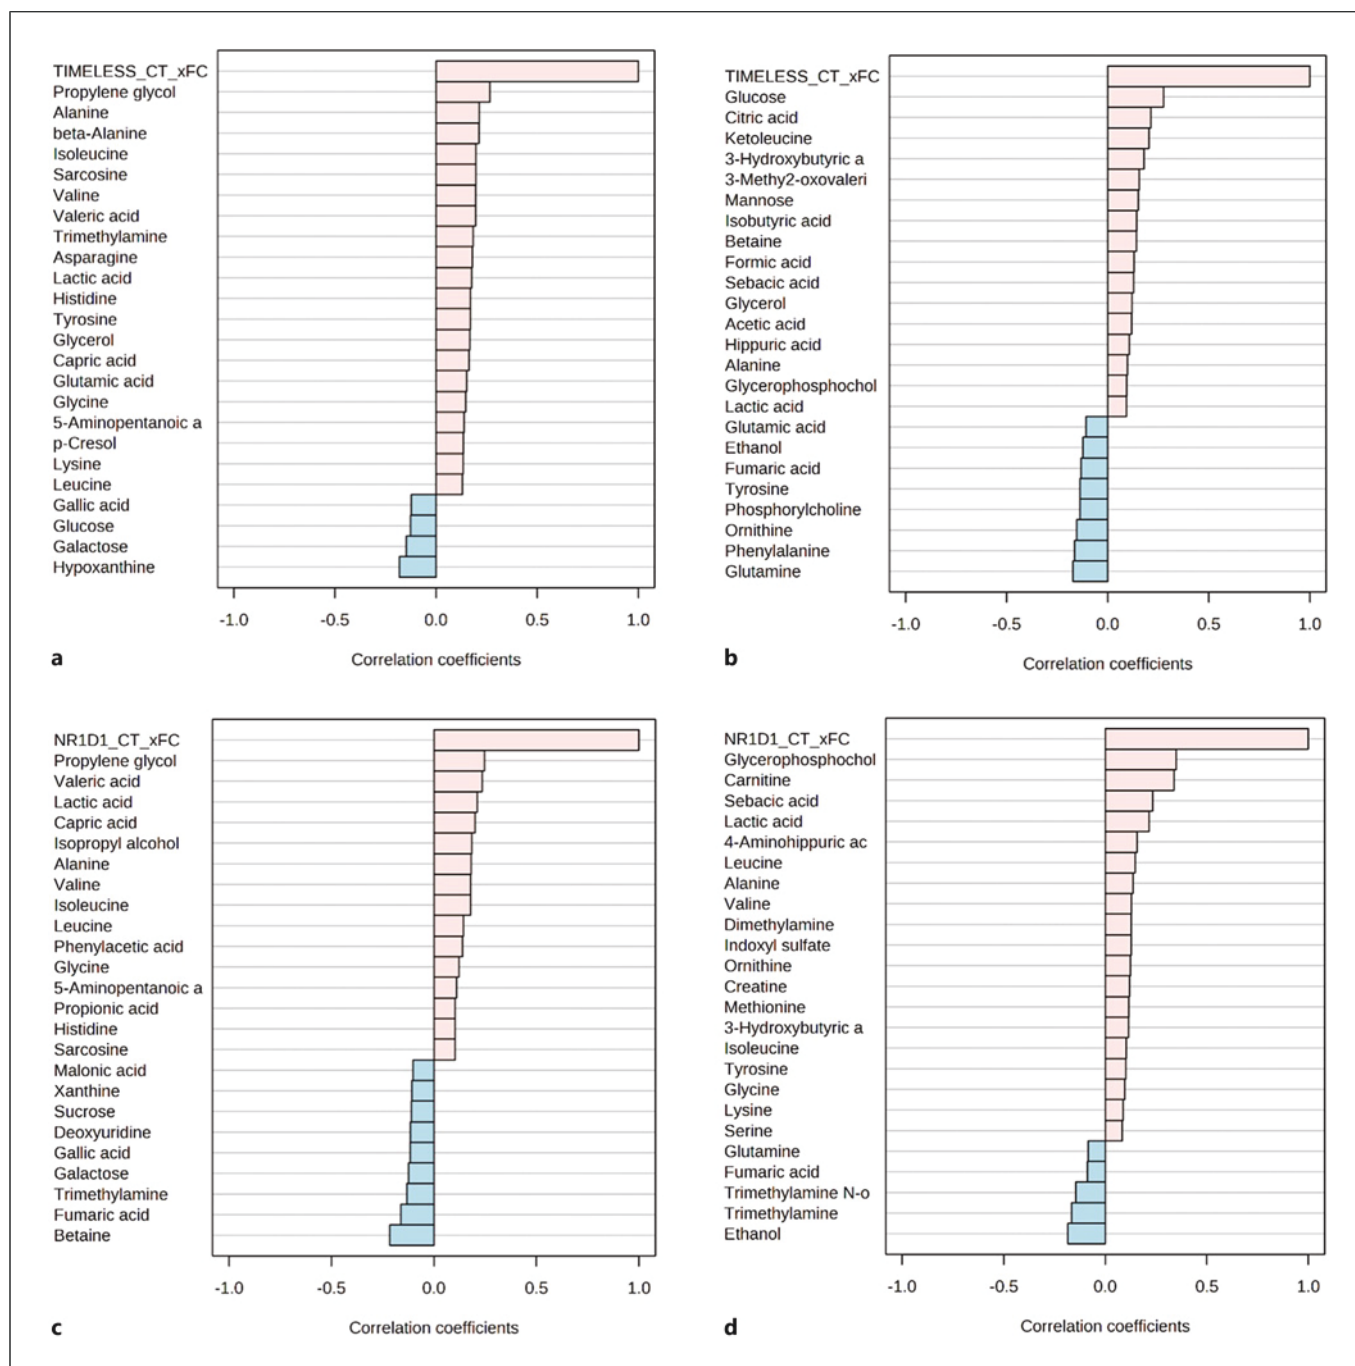 TIMELESS_CT_xFC
Propylene glycol
Alanine
beta-Alanine
Isoleucine
Sarcosine
Valine
Valeric acid
Trimethylamine
Asparagine
Lactic acid
Histidine
Tyrosine
Glycerol
Capric acid
Glutamic acid
Glycine
5-Aminopentanoic a
p-Cresol
Lysine
Leucine
Gallic acid
Glucose
Galactose
Hypoxanthine
-1.0 -0.5 0.0 0.5 1.0
Correlation coefficients
a
TIMELESS_CT_xFC
Glucose
Citric acid
Ketoleucine
3-Hydroxybutyric a
3-Methy2-oxovaleri
Mannose
Isobutyric acid
Betaine
Formic acid
Sebacic acid
Glycerol
Acetic acid
Hippuric acid
Alanine
Glycerophosphochol
Lactic acid
Glutamic acid
Ethanol
Fumaric acid
Tyrosine
Phosphorylcholine
Ornithine
Phenylalanine
Glutamine
-1.0 -0.5 0.0 0.5 1.0
Correlation coefficients
b
NR1D1_CT_xFC
Propylene glycol
Valeric acid
Lactic acid
Capric acid
Isopropyl alcohol
Alanine
Valine
Isoleucine
Leucine
Phenylacetic acid
Glycine
5-Aminopentanoic a
Propionic acid
Histidine
Sarcosine
Malonic acid
Xanthine
Sucrose
Deoxyuridine
Gallic acid
Galactose
Trimethylamine
Fumaric acid
Betaine
-1.0 -0.5 0.0 0.5 1.0
Correlation coefficients
c
NR1D1_CT_xFC
Glycerophosphochol
Carnitine
Sebacic acid
Lactic acid
4-Aminohippuric ac
Leucine
Alanine
Valine
Dimethylamine
Indoxyl sulfate
Ornithine
Creatine
Methionine
3-Hydroxybutyric a
Isoleucine
Tyrosine
Glycine
Lysine
Serine
Glutamine
Fumaric acid
Trimethylamine N-o
Trimethylamine
Ethanol
-1.0 -0.5 0.0 0.5 1.0
Correlation coefficients
d